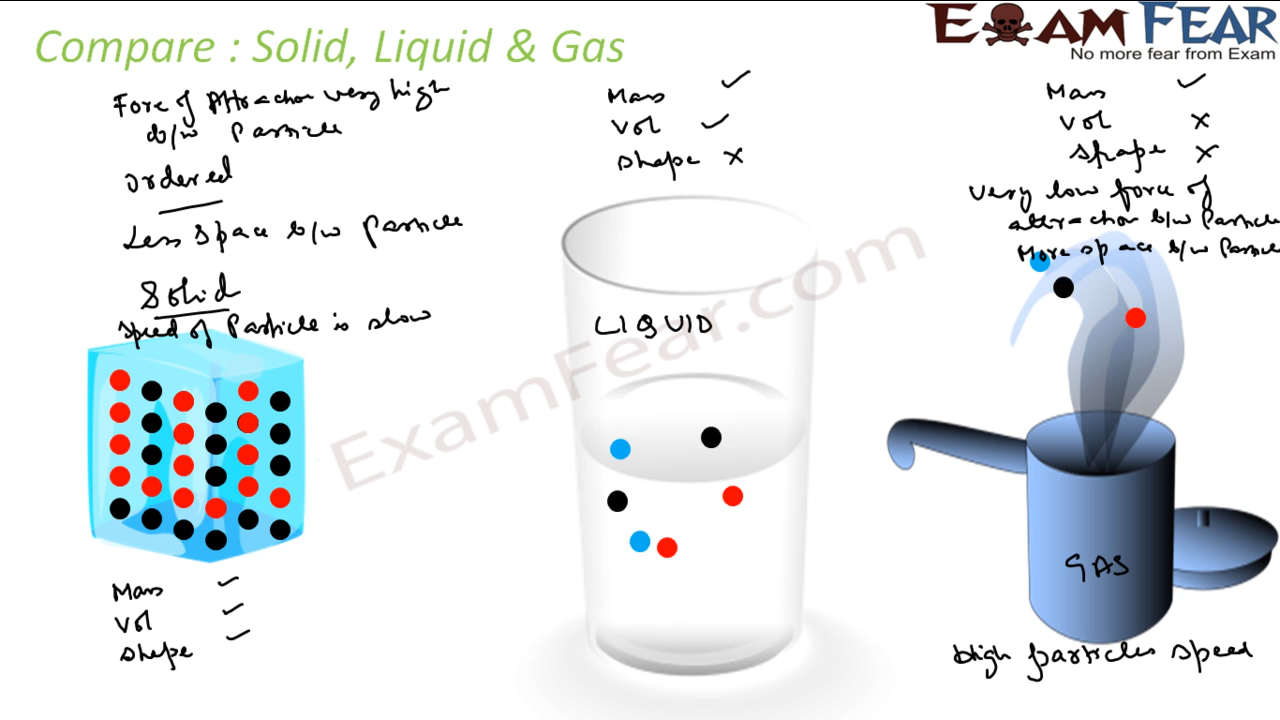 Compare : Solid, Liquid & Gas
EXAM FEAR
No more fear from Exam
Fore of Attraction very high
b/w Particle
Ordered
Less space b/w Particle
Solid
Speed of Particle is slow
Mass ✓
Vol ✓
Shape ✓
Mass ✓
Vol ✓
Shape ×
LIQUID
Mass ✓
Vol ×
Shape ×
Very low force of
attraction b/w Particle
More space b/w Particle
GAS
High particles speed
ExamFear.com